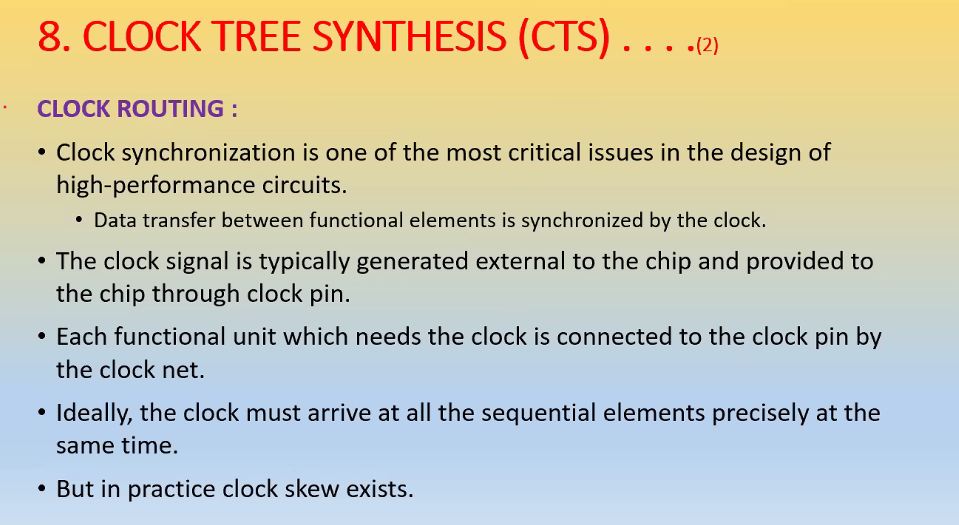 8. CLOCK TREE SYNTHESIS (CTS) . . . .(2)
CLOCK ROUTING :
• Clock synchronization is one of the most critical issues in the design of
high-performance circuits.
• Data transfer between functional elements is synchronized by the clock.
• The clock signal is typically generated external to the chip and provided to
the chip through clock pin.
• Each functional unit which needs the clock is connected to the clock pin by
the clock net.
• Ideally, the clock must arrive at all the sequential elements precisely at the
same time.
• But in practice clock skew exists.